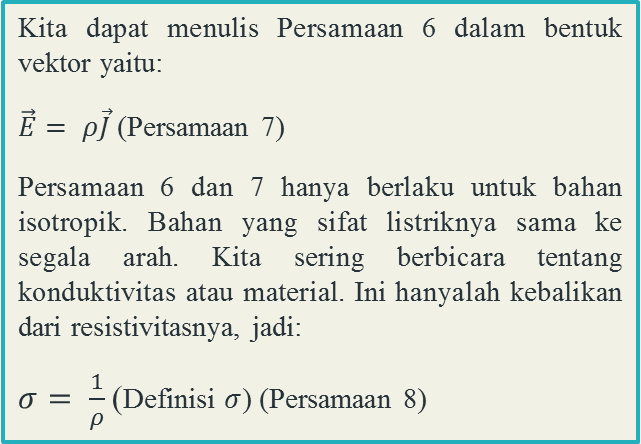 Kita dapat menulis Persamaan 6 dalam bentuk
vektor yaitu:
$\vec{E} = \rho\vec{J}$ (Persamaan 7)
Persamaan 6 dan 7 hanya berlaku untuk bahan
isotropik. Bahan yang sifat listriknya sama ke
segala arah. Kita sering berbicara tentang
konduktivitas atau material. Ini hanyalah kebalikan
dari resistivitasnya, jadi:
$\sigma = \frac{1}{\rho}$ (Definisi σ) (Persamaan 8)